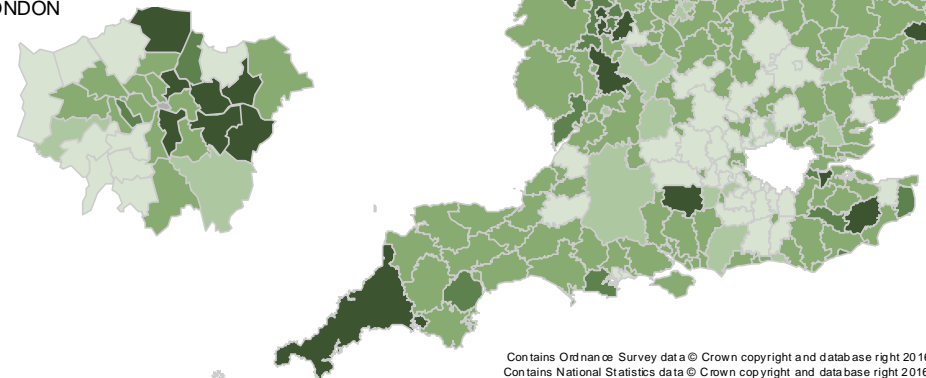 ONDON
Contains Ordnance Survey data © Crown copyright and database right 2016
Contains National Statistics data © Crown copyright and database right 2016